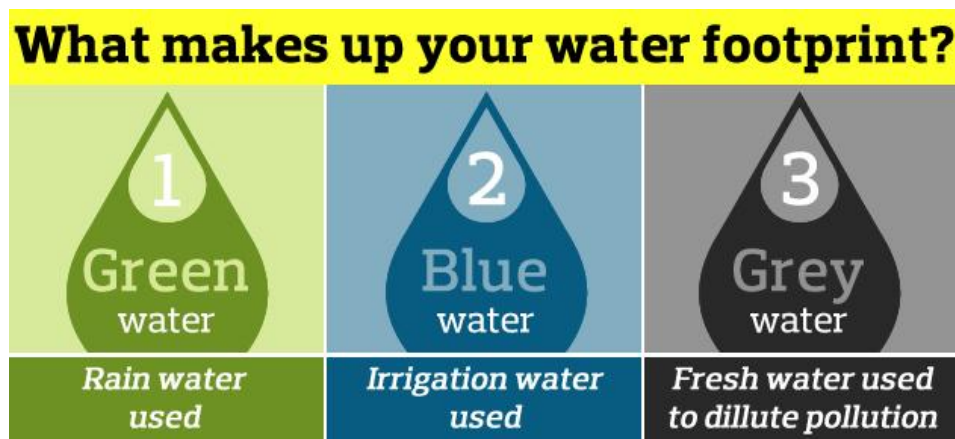 What makes up your water footprint?
1
Green
water
Rain water
used
2
Blue
water
Irrigation water
used
3
Grey
water
Fresh water used
to dillute pollution